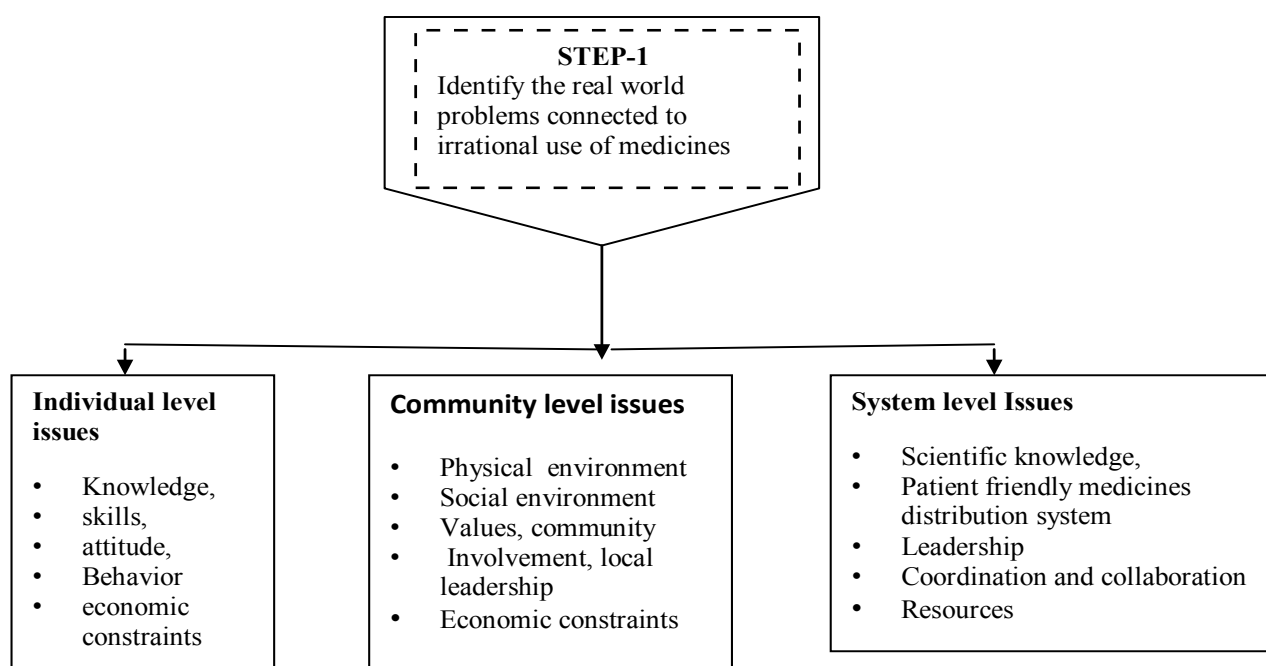 STEP-1
Identify the real world
problems connected to
irrational use of medicines
Individual level
issues
• Knowledge,
• skills,
• attitude,
• Behavior
• economic
constraints
Community level issues
• Physical environment
• Social environment
• Values, community
• Involvement, local
leadership
• Economic constraints
System level Issues
• Scientific knowledge,
• Patient friendly medicines
distribution system
• Leadership
• Coordination and collaboration
• Resources